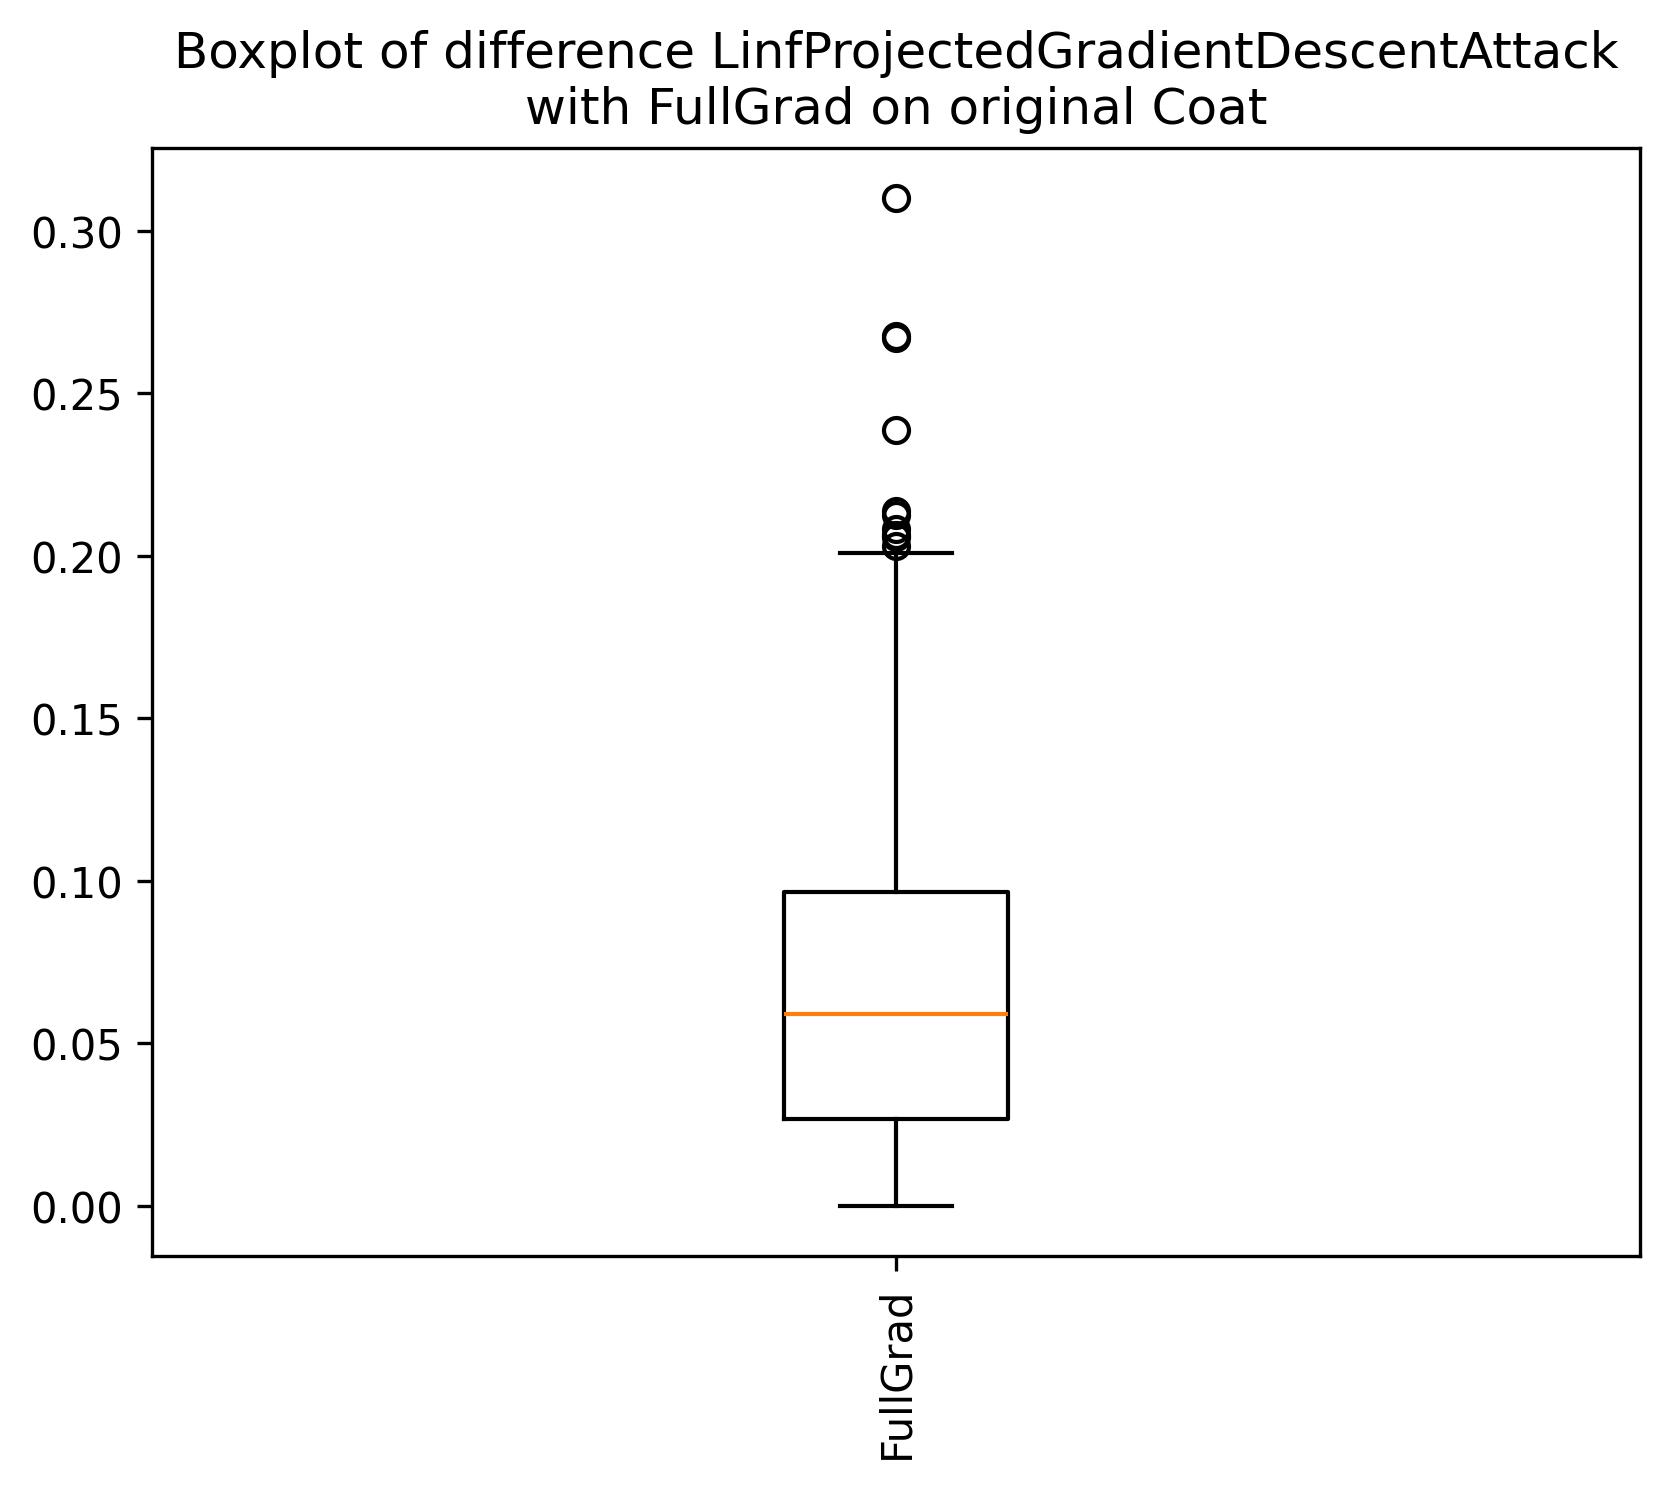 Boxplot of difference LinfProjectedGradientDescentAttack
with FullGrad on original Coat
0.30
0.25
0.20
0.15
0.10
0.05
0.00
FullGrad